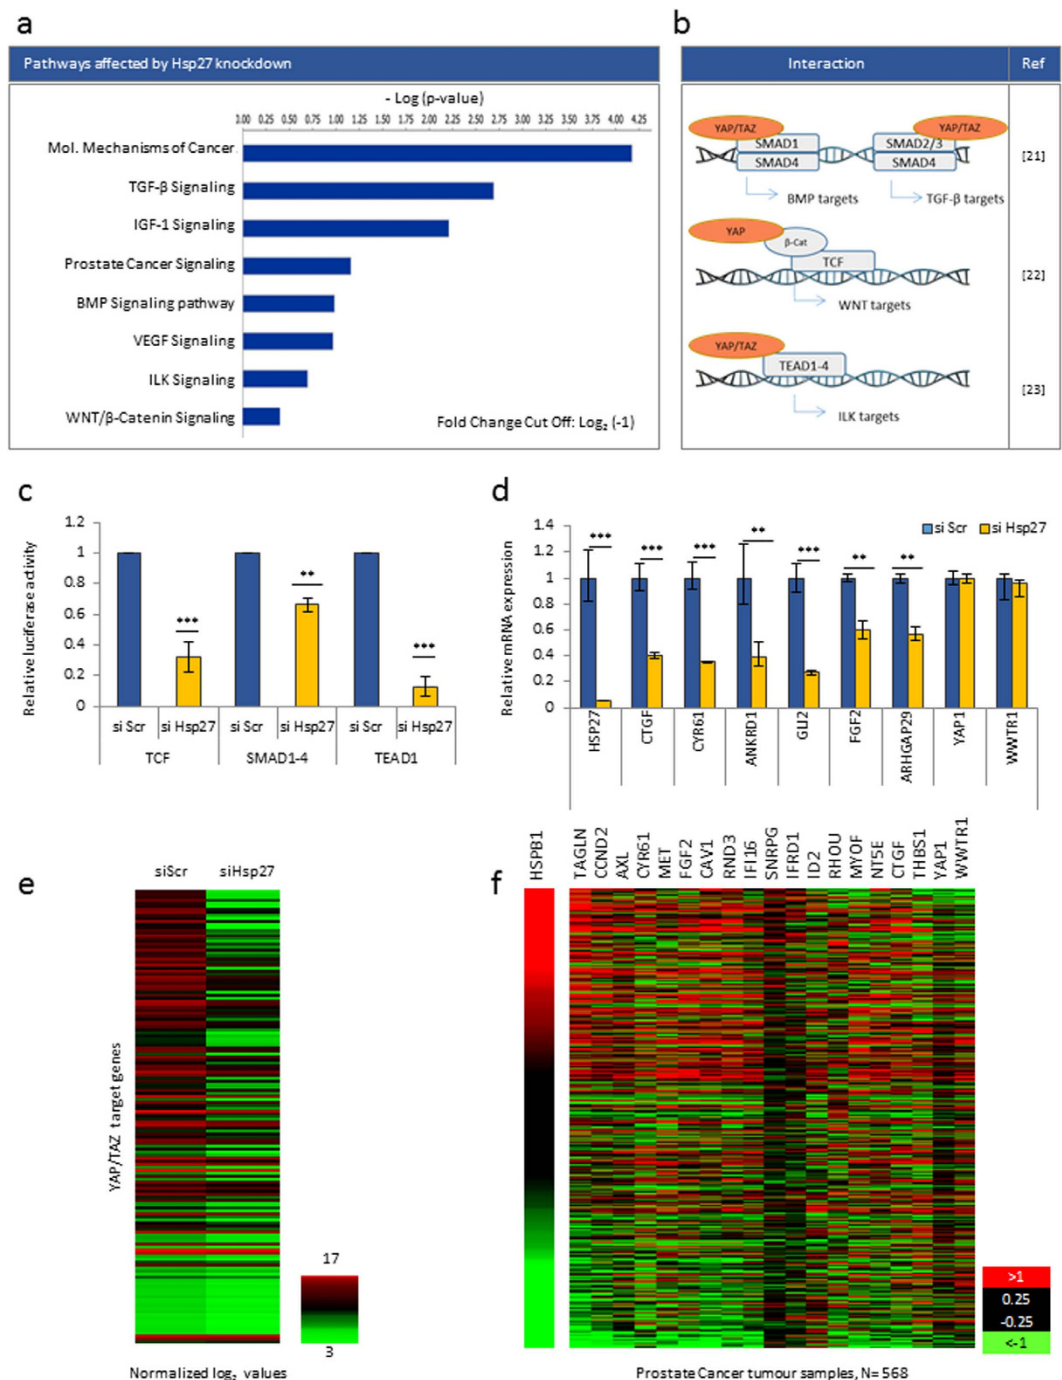 a
Pathways affected by Hsp27 knockdown
- Log (p-value)
0.00 0.25 0.50 0.75 1.00 1.25 1.50 1.75 2.00 2.25 2.50 2.75 3.00 3.25 3.50 3.75 4.00 4.25
Mol. Mechanisms of Cancer
TGF-β Signaling
IGF-1 Signaling
Prostate Cancer Signaling
BMP Signaling pathway
VEGF Signaling
ILK Signaling
WNT/β-Catenin Signaling
Fold Change Cut Off: Log₂ (-1)
b
Interaction Ref
YAP/TAZ YAP/TAZ
SMAD1 SMAD2/3
SMAD4 SMAD4
[21]
BMP targets TGF-β targets
YAP
β-Cat
TCF
[22]
WNT targets
YAP/TAZ
TEAD1-4
[23]
ILK targets
c
Relative luciferase activity
1.2
1
0.8
0.6
0.4
0.2
0
***
**
***
si Scr si Hsp27 si Scr si Hsp27 si Scr si Hsp27
TCF SMAD1-4 TEAD1
d
Relative mRNA expression
1.4
1.2
1
0.8
0.6
0.4
0.2
0
si Scr si Hsp27
*** *** *** ** *** ** **
HSP27 CTGF CYR61 ANKRD1 GLI2 FGF2 ARHGAP29 YAP1 WWTR1
e
siScr siHsp27
YAP/TAZ target genes
17
3
Normalized log₂ values
f
HSPB1 TAGLN CCND2 AXL CYR61 MET FGF2 CAV1 RND3 IFI16 SNRPG IFRD1 ID2 RHOU MYOF NT5E CTGF THBS1 YAP1 WWTR1
>1
0.25
-0.25
<-1
Prostate Cancer tumour samples, N= 568